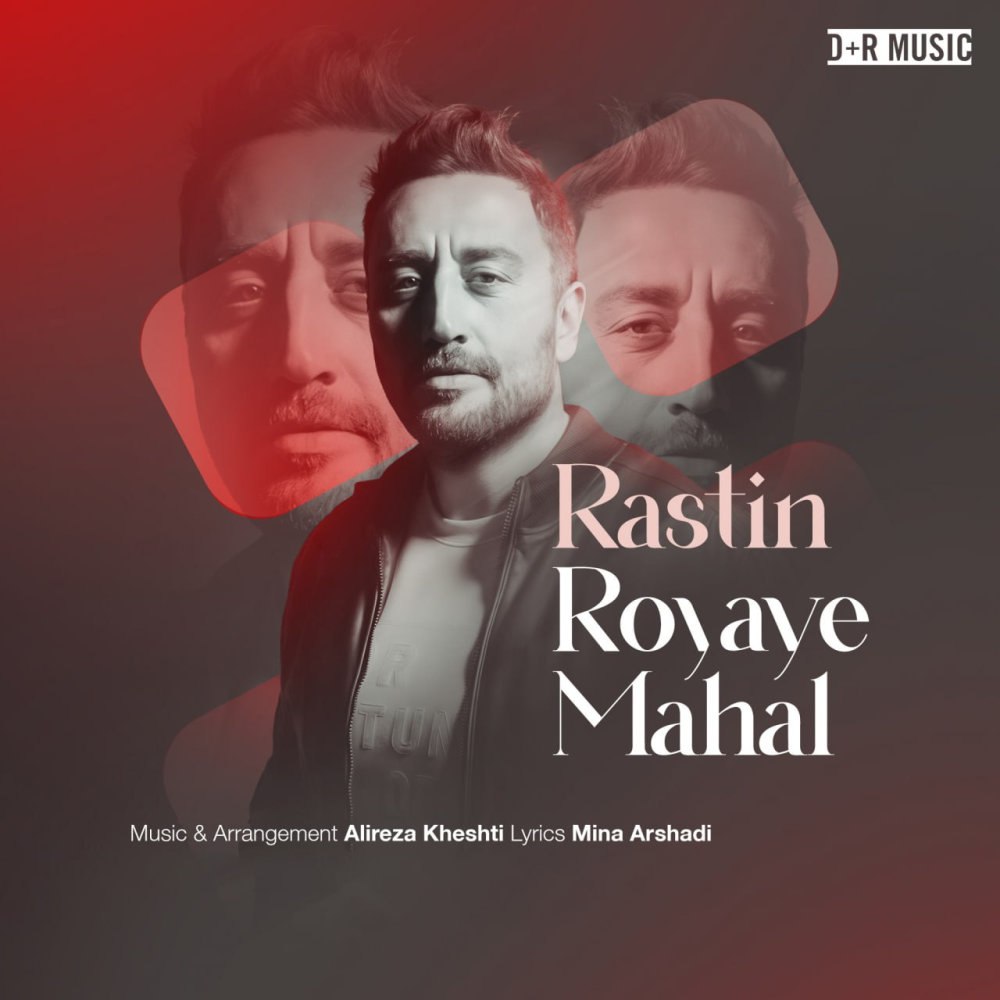 D+R MUSIC
Rastin
Royaye
Mahal
Music & Arrangement Alireza Kheshti Lyrics Mina Arshadi